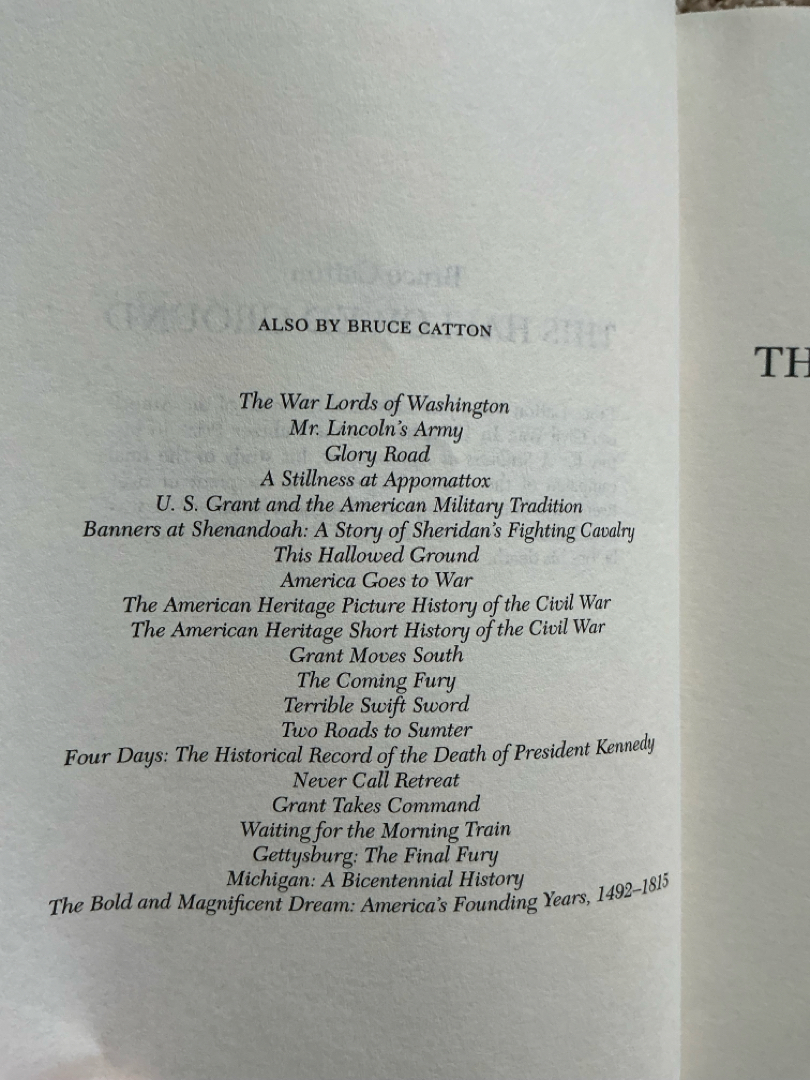 ALSO BY BRUCE CATTON
The War Lords of Washington
Mr. Lincoln's Army
Glory Road
A Stillness at Appomattox
U. S. Grant and the American Military Tradition
Banners at Shenandoah: A Story of Sheridan's Fighting Cavalry
This Hallowed Ground
America Goes to War
The American Heritage Picture History of the Civil War
The American Heritage Short History of the Civil War
Grant Moves South
The Coming Fury
Terrible Swift Sword
Two Roads to Sumter
Four Days: The Historical Record of the Death of President Kennedy
Never Call Retreat
Grant Takes Command
Waiting for the Morning Train
Gettysburg: The Final Fury
Michigan: A Bicentennial History
The Bold and Magnificent Dream: America's Founding Years, 1492–1815
TH